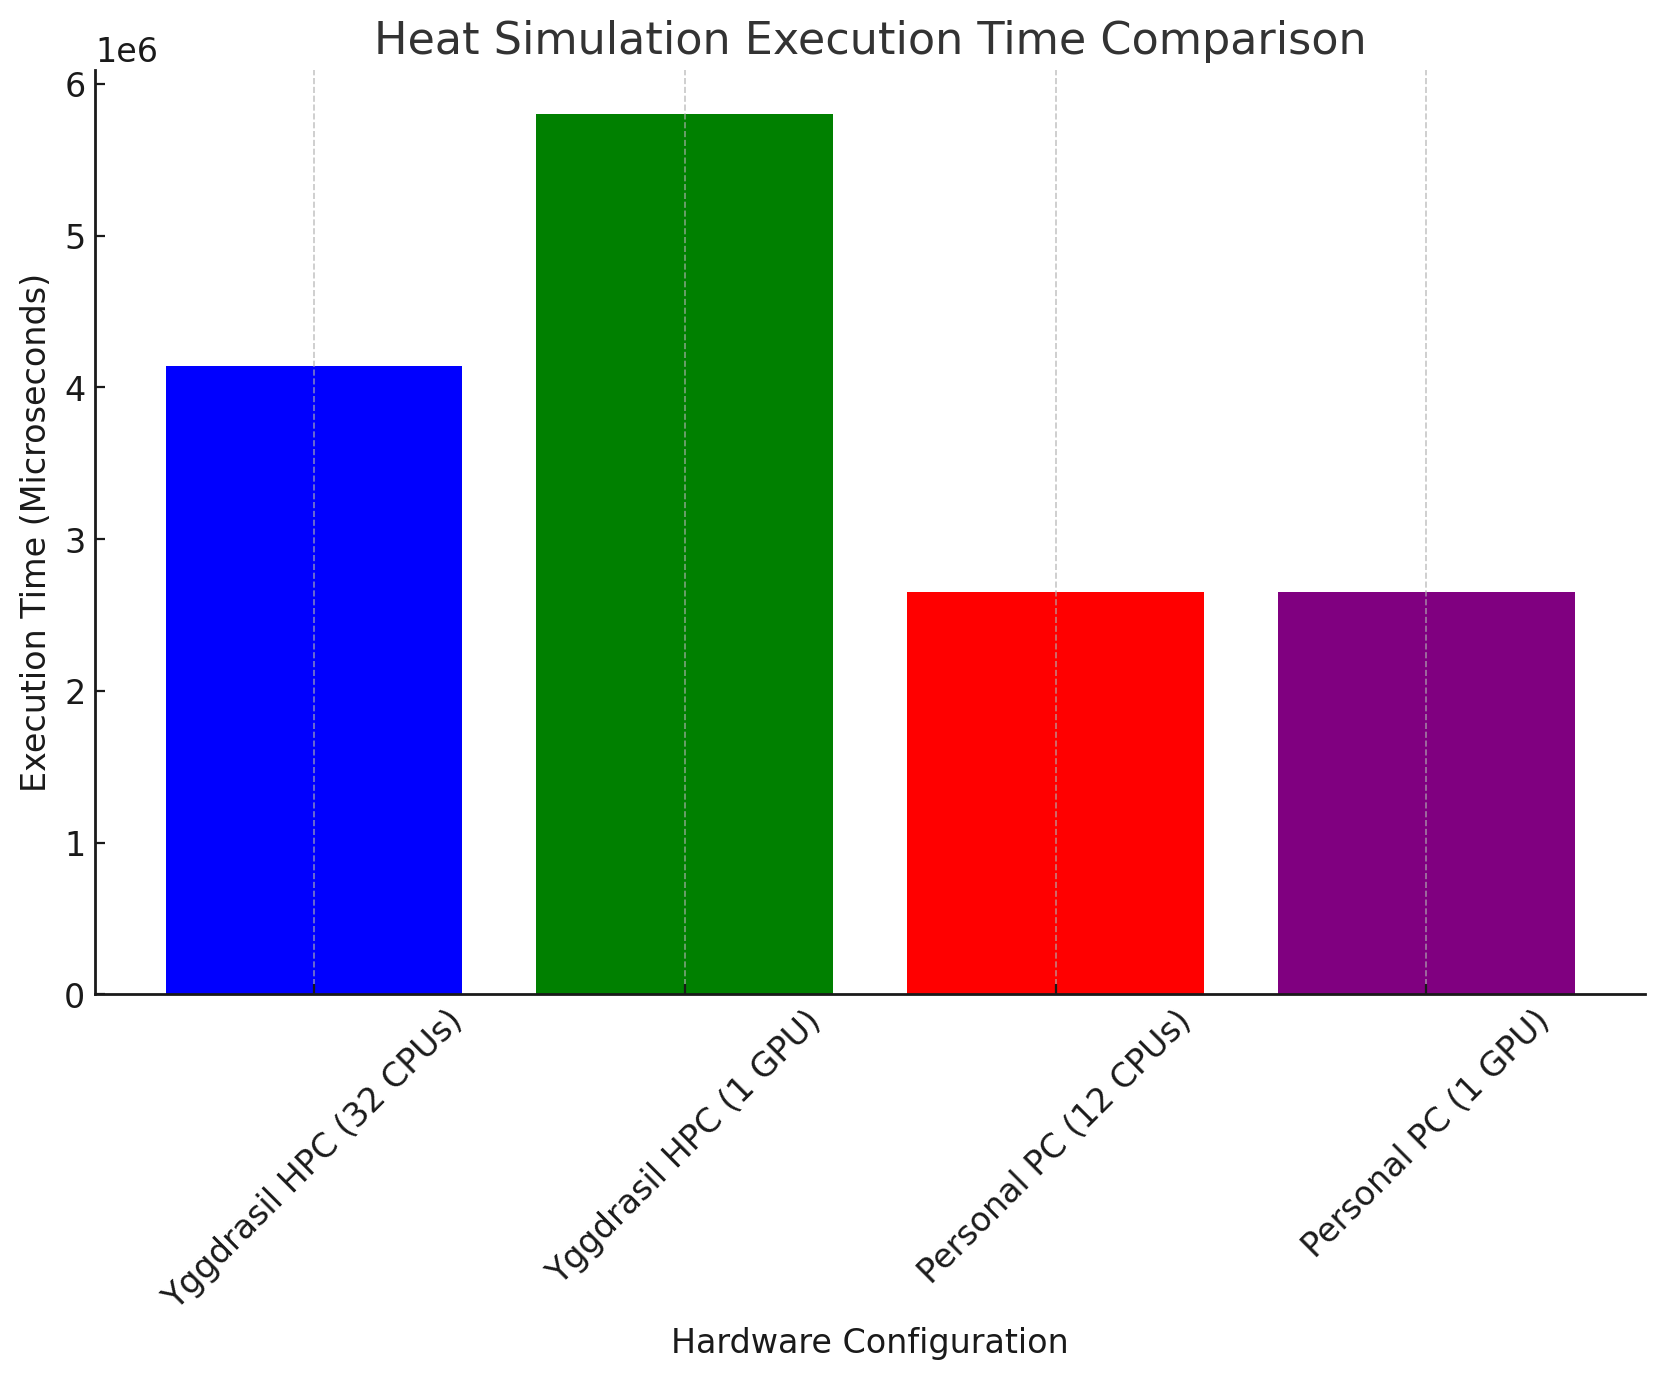 Heat Simulation Execution Time Comparison
1e6
6
5
4
3
2
1
0
Execution Time (Microseconds)
Yggdrasil HPC (32 CPUs)
Yggdrasil HPC (1 GPU)
Personal PC (12 CPUs)
Personal PC (1 GPU)
Hardware Configuration